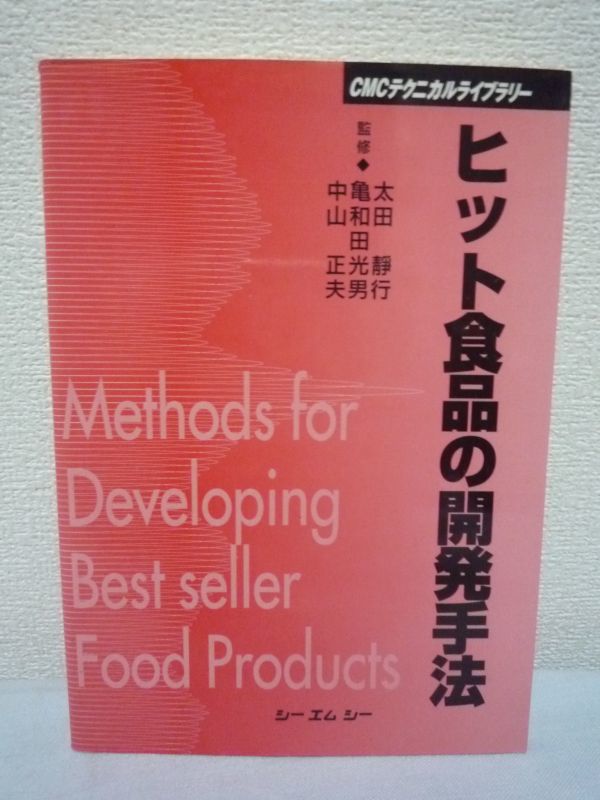 CMCテクニカルライブラリー
ヒット食品の開発手法
監修◆
太田靜行
亀和田光男
中山正夫
Methods for
Developing
Best seller
Food Products
シーエムシー